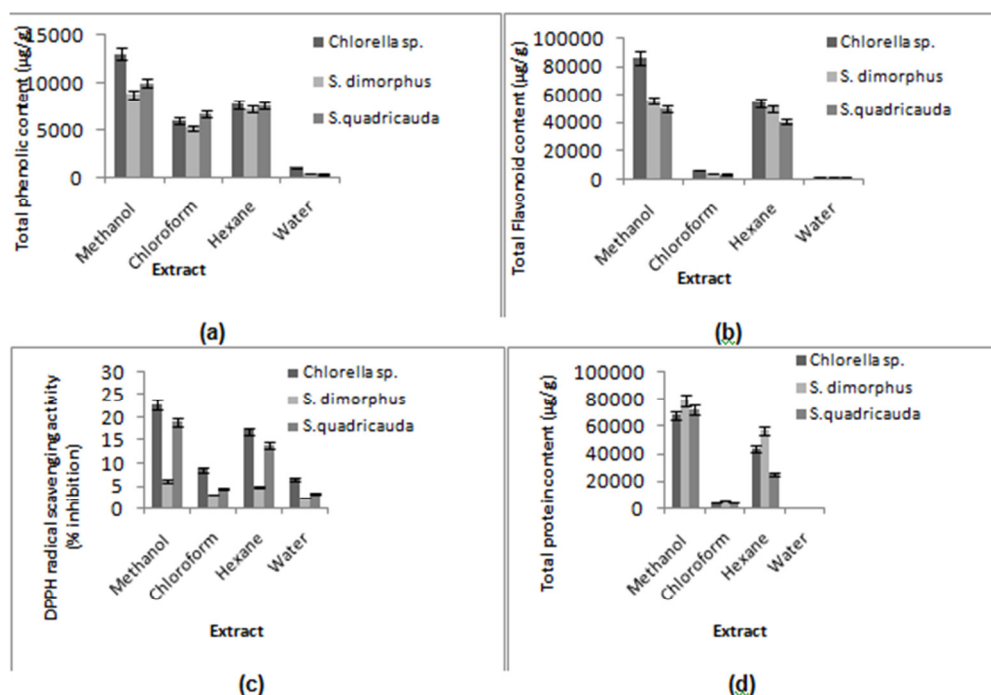 Total phenolic content (µg/g)
15000
10000
5000
0
Chlorella sp.
S. dimorphus
S.quadricauda
Methanol
Chloroform
Hexane
Water
Extract
(a)
Total Flavonoid content (µg/g)
100000
80000
60000
40000
20000
0
Chlorella sp.
S. dimorphus
S.quadricauda
Methanol
Chloroform
Hexane
Water
Extract
(b)
DPPH radical scavenging activity
(% inhibition)
30
25
20
15
10
5
0
Chlorella sp.
S. dimorphus
S.quadricauda
Methanol
Chloroform
Hexane
Water
Extract
(c)
Total protein content (µg/g)
100000
80000
60000
40000
20000
0
Chlorella sp.
S. dimorphus
S.quadricauda
Methanol
Chloroform
Hexane
Water
Extract
(d)